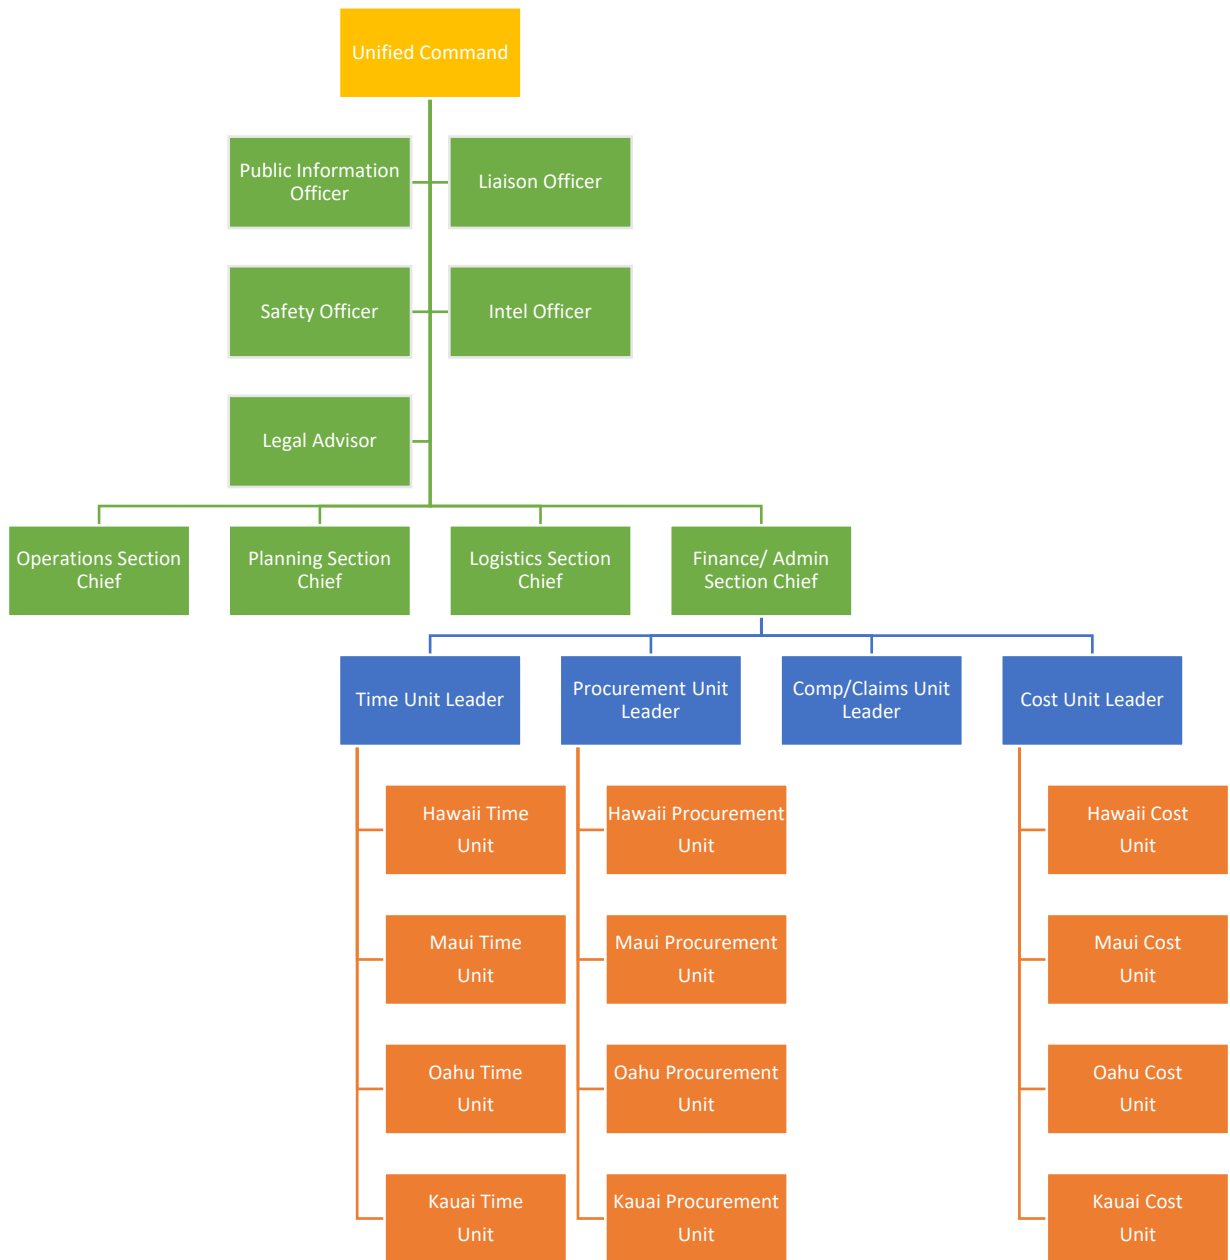 Unified Command
Public Information
Officer
Liaison Officer
Safety Officer
Intel Officer
Legal Advisor
Operations Section
Chief
Planning Section
Chief
Logistics Section
Chief
Finance/ Admin
Section Chief
Time Unit Leader
Procurement Unit
Leader
Comp/Claims Unit
Leader
Cost Unit Leader
Hawaii Time
Unit
Hawaii Procurement
Unit
Hawaii Cost
Unit
Maui Time
Unit
Maui Procurement
Unit
Maui Cost
Unit
Oahu Time
Unit
Oahu Procurement
Unit
Oahu Cost
Unit
Kauai Time
Unit
Kauai Procurement
Unit
Kauai Cost
Unit